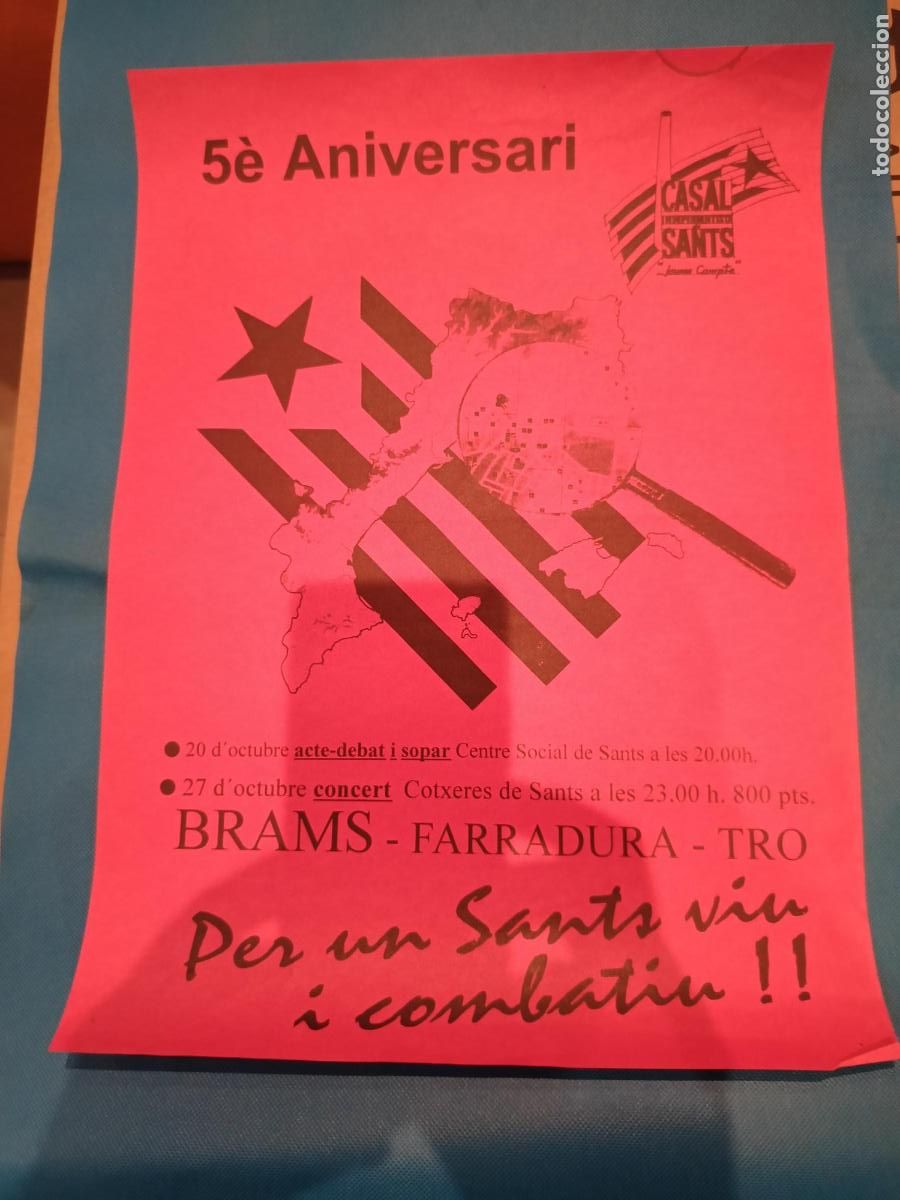 5è Aniversari
CASAL
INDEPENDENTISTA
SANTS
"Jaume Compte"
● 20 d'octubre acte-debat i sopar Centre Social de Sants a les 20.00h.
● 27 d'octubre concert Cotxeres de Sants a les 23.00 h. 800 pts.
BRAMS - FARRADURA - TRO
Per un Sants viu
i combatiu !!
todocoleccion